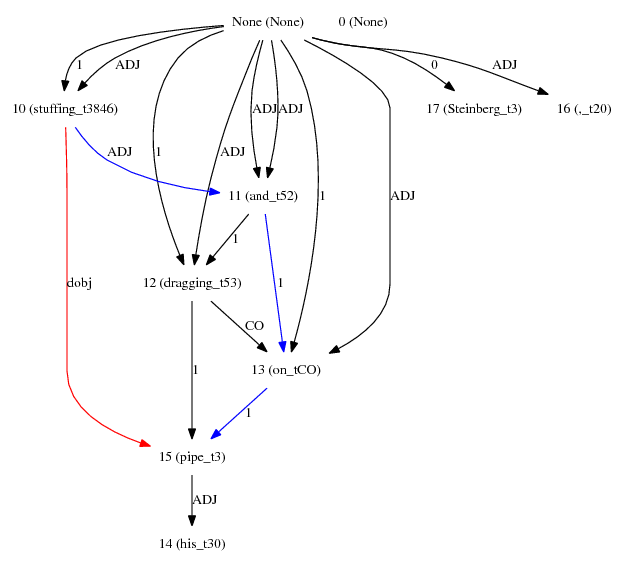 None (None) 0 (None)
1 ADJ 0 ADJ
10 (stuffing_t3846) ADJ ADJ 17 (Steinberg_t3) 16 (,_t20)
ADJ 1 ADJ
11 (and_t52) 1 ADJ
1
dobj 12 (dragging_t53) 1
CO
1 13 (on_tCO)
1
15 (pipe_t3)
ADJ
14 (his_t30)